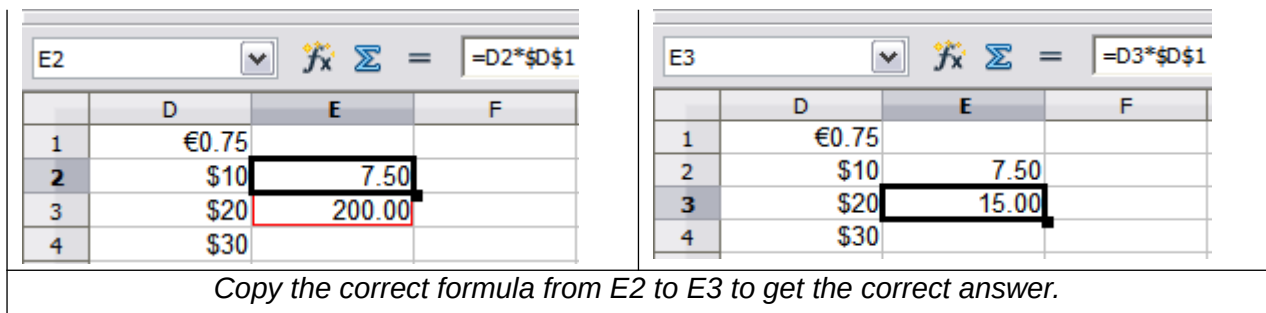 E2 fx Σ = =D2*$D$1
D E F
1 €0.75
2 $10 7.50
3 $20 200.00
4 $30
E3 fx Σ = =D3*$D$1
D E F
1 €0.75
2 $10 7.50
3 $20 15.00
4 $30
Copy the correct formula from E2 to E3 to get the correct answer.